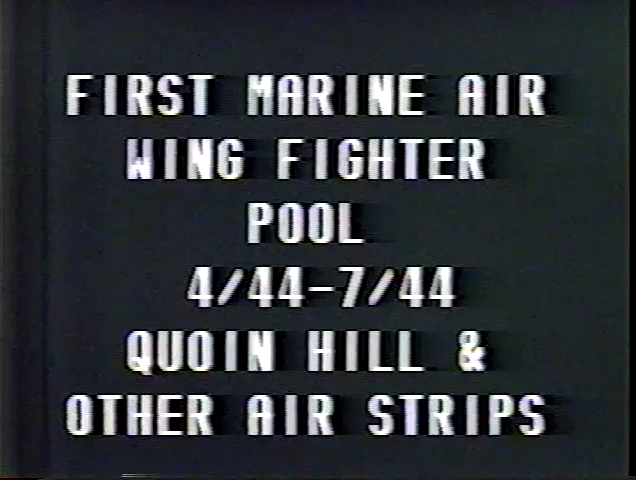 FIRST MARINE AIR
WING FIGHTER
POOL
4/44-7/44
QUOIN HILL &
OTHER AIR STRIPS